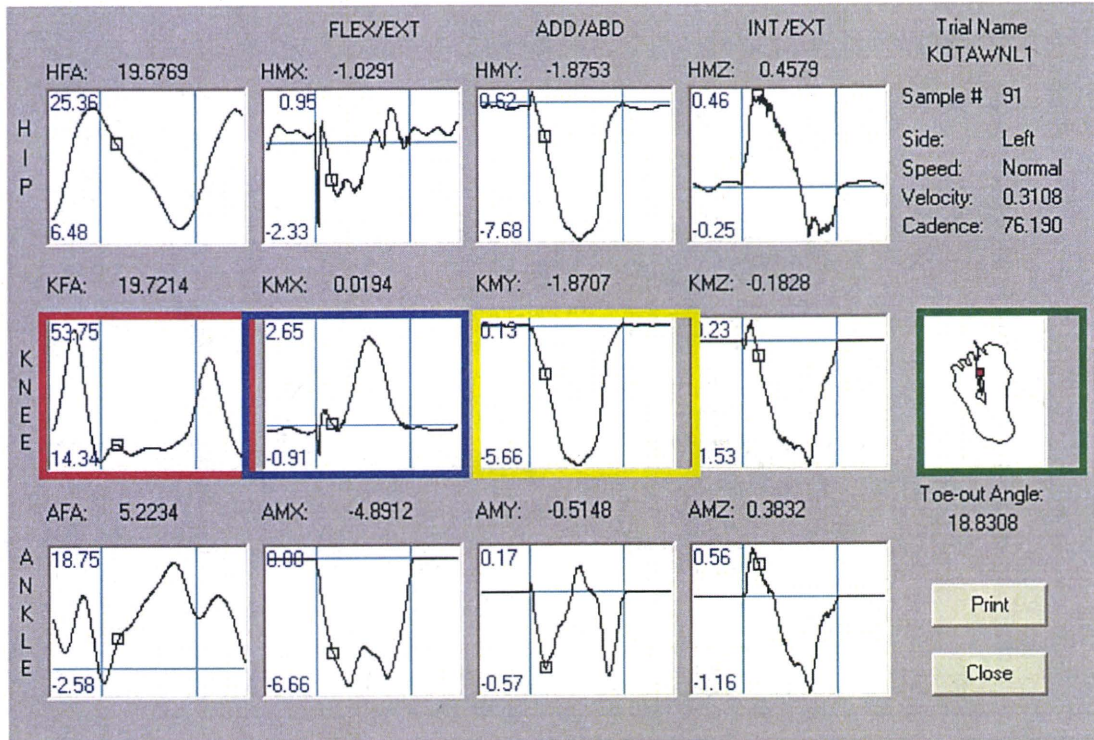 FLEX/EXT ADD/ABD INT/EXT Trial Name
KOTAWNL1
HFA: 19.6769 HMX: -1.0291 HMY: -1.8753 HMZ: 0.4579
Sample # 91
HIP
25.36 0.95 0.62 0.46
6.48 -2.33 -7.68 -0.25
Side: Left
Speed: Normal
Velocity: 0.3108
Cadence: 76.190
KFA: 19.7214 KMX: 0.0194 KMY: -1.8707 KMZ: -0.1828
KNEE
53.75 2.65 0.13 0.23
14.34 -0.91 -5.66 1.53
Toe-out Angle:
18.8308
AFA: 5.2234 AMX: -4.8912 AMY: -0.5148 AMZ: 0.3832
ANKLE
18.75 0.00 0.17 0.56
-2.58 -6.66 -0.57 -1.16
Print
Close